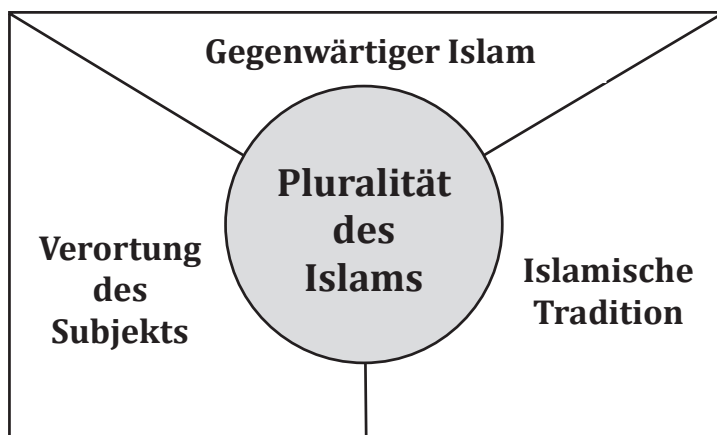 Gegenwärtiger Islam
Pluralität
des
Islams
Verortung
des
Subjekts
Islamische
Tradition